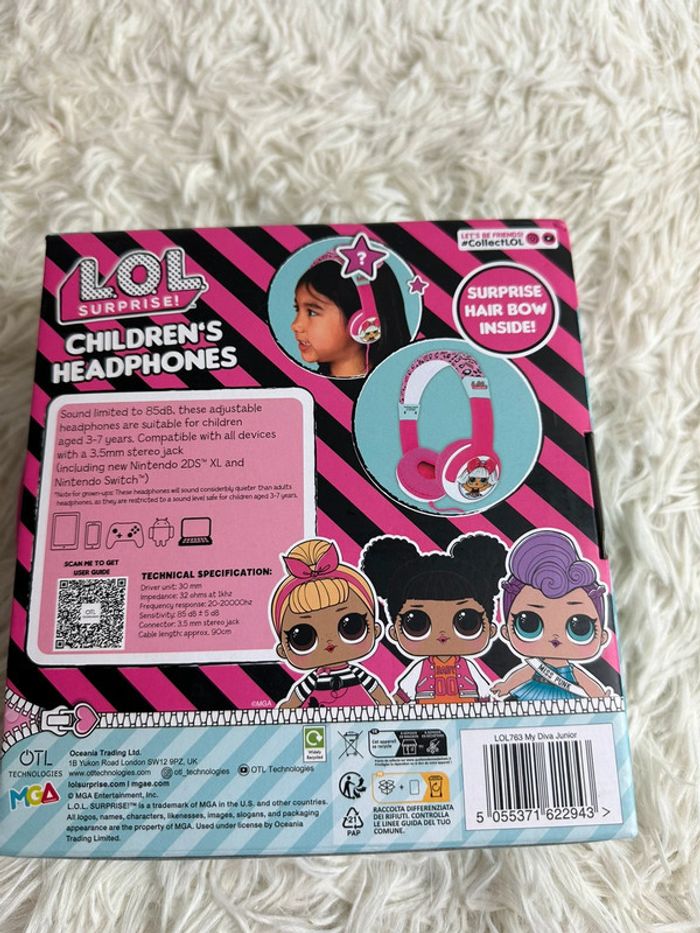 LET'S BE FRIENDS!
#CollectLOL
L.O.L.
SURPRISE!
CHILDREN'S
HEADPHONES
?
SURPRISE
HAIR BOW
INSIDE!
Sound limited to 85dB, these adjustable
headphones are suitable for children
aged 3-7 years. Compatible with all devices
with a 3.5mm stereo jack
(including new Nintendo 2DS™ XL and
Nintendo Switch™)
*Note for grown-ups: These headphones will sound considerably quieter than adults
headphones, as they are restricted to a sound level safe for children aged 3-7 years.
SCAN ME TO GET
USER GUIDE
OTL
TECHNICAL SPECIFICATION:
Driver unit: 30 mm
Impedance: 32 ohms at 1khz
Frequency response: 20-20000hz
Sensitivity: 85 dB ± 5 dB
Connector: 3.5 mm stereo jack
Cable length: approx. 90cm
BABY
00
MISS PUNK
©MGA
OTL
TECHNOLOGIES
MGA
Oceania Trading Ltd.
1B Yukon Road London SW12 9PZ, UK
www.otltechnologies.com otl_technologies OTL Technologies
lolsurprise.com | mgae.com
© MGA Entertainment, Inc.
L.O.L. SURPRISE!™ is a trademark of MGA in the U.S. and other countries.
All logos, names, characters, likenesses, images, slogans, and packaging
appearance are the property of MGA. Used under license by Oceania
Trading Limited.
Widely
Recycled
FR
Cet appareil
se recycle
21
PAP
RACCOLTA DIFFERENZIATA
DEI RIFIUTI. CONTROLLA
LE LINEE GUIDA DEL TUO
COMUNE.
LOL763 My Diva Junior
5 055371 622943 >